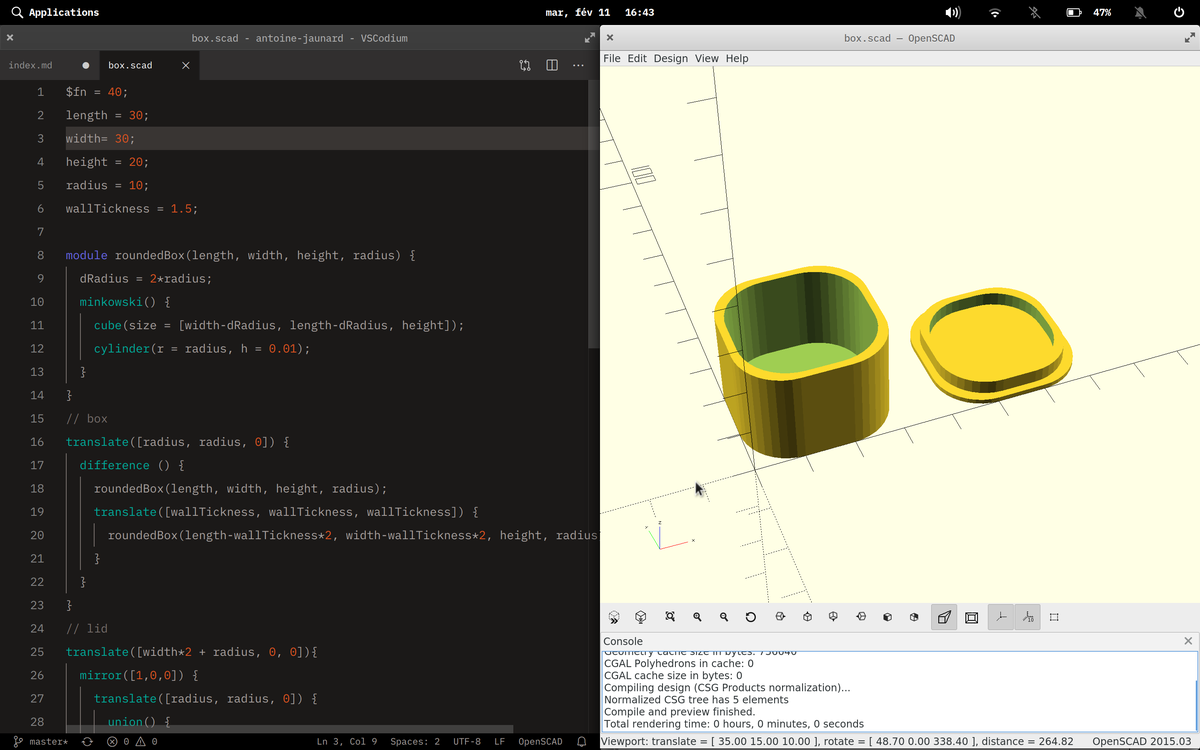 Applications
mar, fév 11 16:43
47%
box.scad - antoine-jaunard - VSCodium
index.md
box.scad
1 $fn = 40;
2 length = 30;
3 width= 30;
4 height = 20;
5 radius = 10;
6 wallTickness = 1.5;
7
8 module roundedBox(length, width, height, radius) {
9 dRadius = 2*radius;
10 minkowski() {
11 cube(size = [width-dRadius, length-dRadius, height]);
12 cylinder(r = radius, h = 0.01);
13 }
14 }
15 // box
16 translate([radius, radius, 0]) {
17 difference () {
18 roundedBox(length, width, height, radius);
19 translate([wallTickness, wallTickness, wallTickness]) {
20 roundedBox(length-wallTickness*2, width-wallTickness*2, height, radius
21 }
22 }
23 }
24 // lid
25 translate([width*2 + radius, 0, 0]){
26 mirror([1,0,0]) {
27 translate([radius, radius, 0]) {
28 union() {
master*
0
0
Ln 3, Col 9
Spaces: 2
UTF-8
LF
OpenSCAD
box.scad — OpenSCAD
File Edit Design View Help
z
y
x
10
Console
Geometry cache size in bytes: 756640
CGAL Polyhedrons in cache: 0
CGAL cache size in bytes: 0
Compiling design (CSG Products normalization)...
Normalized CSG tree has 5 elements
Compile and preview finished.
Total rendering time: 0 hours, 0 minutes, 0 seconds
Viewport: translate = [ 35.00 15.00 10.00 ], rotate = [ 48.70 0.00 338.40 ], distance = 264.82
OpenSCAD 2015.03